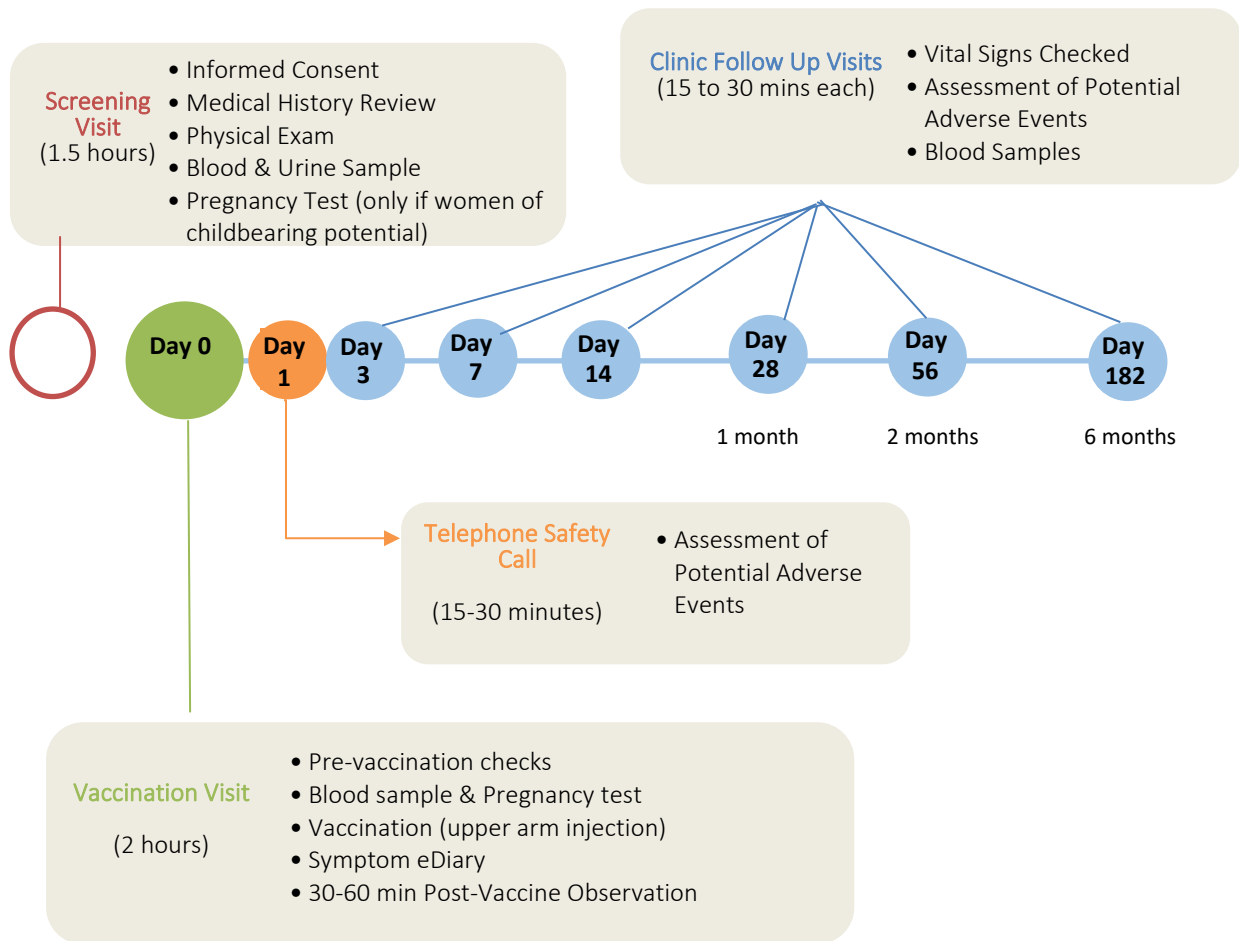 Screening
Visit
(1.5 hours)
• Informed Consent
• Medical History Review
• Physical Exam
• Blood & Urine Sample
• Pregnancy Test (only if women of
childbearing potential)
Clinic Follow Up Visits
(15 to 30 mins each)
• Vital Signs Checked
• Assessment of Potential
Adverse Events
• Blood Samples
Day 0
Day
1
Day
3
Day
7
Day
14
Day
28
Day
56
Day
182
1 month
2 months
6 months
Telephone Safety
Call
(15-30 minutes)
• Assessment of
Potential Adverse
Events
Vaccination Visit
(2 hours)
• Pre-vaccination checks
• Blood sample & Pregnancy test
• Vaccination (upper arm injection)
• Symptom eDiary
• 30-60 min Post-Vaccine Observation